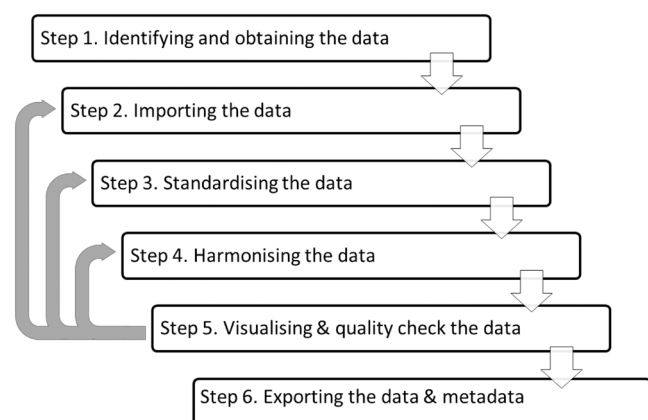 Step 1. Identifying and obtaining the data
Step 2. Importing the data
Step 3. Standardising the data
Step 4. Harmonising the data
Step 5. Visualising & quality check the data
Step 6. Exporting the data & metadata